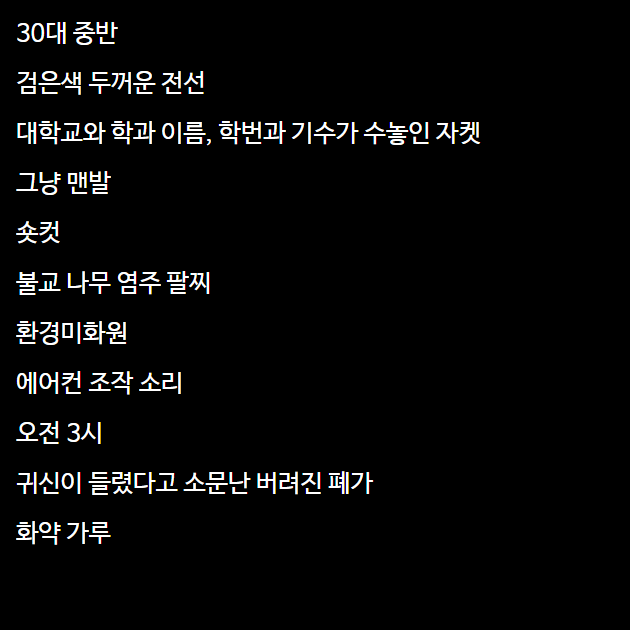 30대 중반
검은색 두꺼운 전선
대학교와 학과 이름, 학번과 기수가 수놓인 자켓
그냥 맨발
숏컷
불교 나무 염주 팔찌
환경미화원
에어컨 조작 소리
오전 3시
귀신이 들렸다고 소문난 버려진 폐가
화약 가루